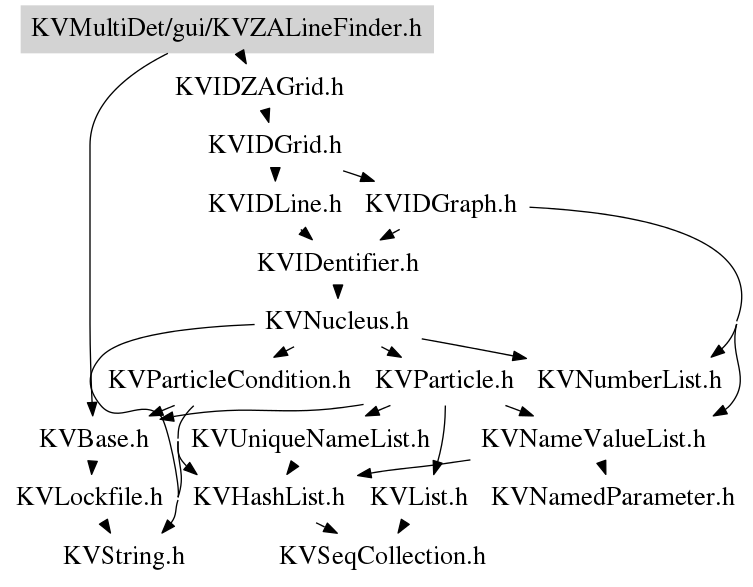 KVMultiDet/gui/KVZALineFinder.h
KVIDZAGrid.h
KVIDGrid.h
KVIDLine.h KVIDGraph.h
KVIDentifier.h
KVNucleus.h
KVParticleCondition.h KVParticle.h KVNumberList.h
KVBase.h KVUniqueNameList.h KVNameValueList.h
KVLockfile.h KVHashList.h KVList.h KVNamedParameter.h
KVString.h KVSeqCollection.h